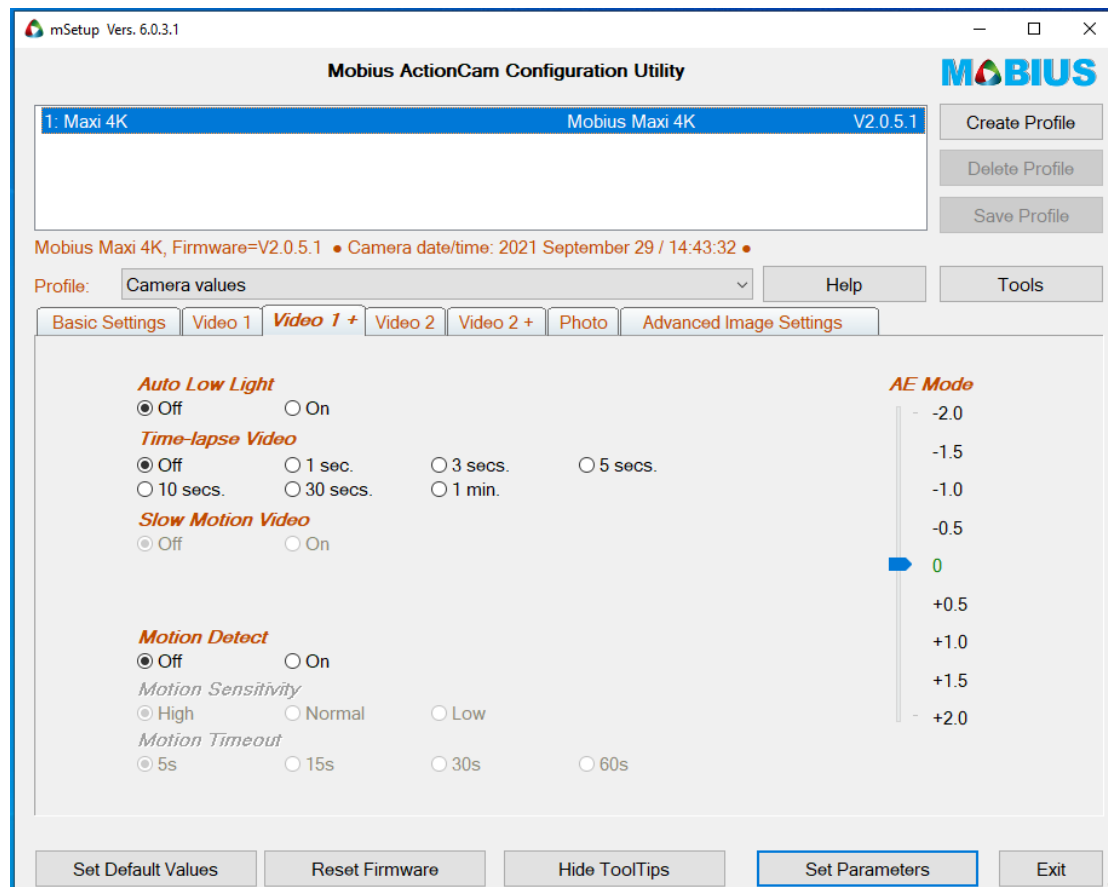 mSetup Vers. 6.0.3.1
Mobius ActionCam Configuration Utility
MOBIUS
1: Maxi 4K Mobius Maxi 4K V2.0.5.1
Create Profile
Delete Profile
Save Profile
Mobius Maxi 4K, Firmware=V2.0.5.1 ● Camera date/time: 2021 September 29 / 14:43:32 ●
Profile: Camera values Help Tools
Basic Settings Video 1 Video 1 + Video 2 Video 2 + Photo Advanced Image Settings
Auto Low Light
Off On
Time-lapse Video
Off 1 sec. 3 secs. 5 secs.
10 secs. 30 secs. 1 min.
Slow Motion Video
Off On
Motion Detect
Off On
Motion Sensitivity
High Normal Low
Motion Timeout
5s 15s 30s 60s
AE Mode
-2.0
-1.5
-1.0
-0.5
0
+0.5
+1.0
+1.5
+2.0
Set Default Values Reset Firmware Hide ToolTips Set Parameters Exit